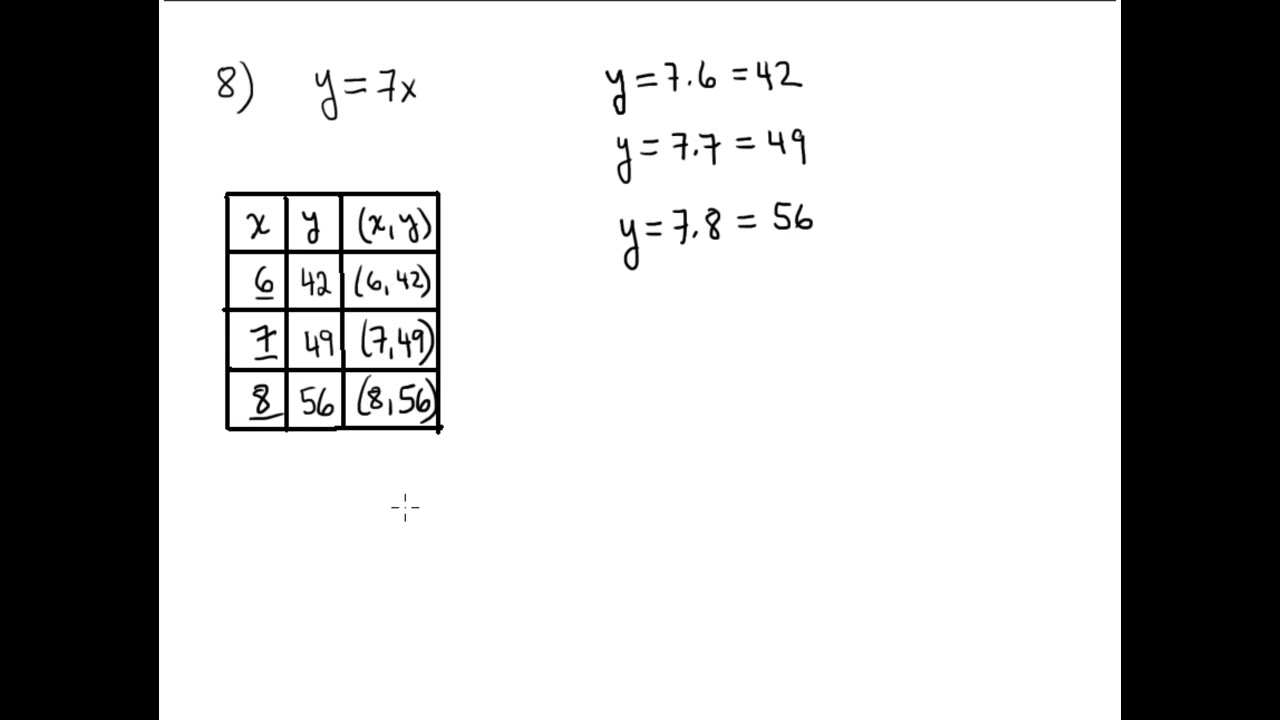 8) y=7x
y=7.6 =42
y=7.7 =49
y=7.8 = 56
x y (x,y)
6 42 (6,42)
7 49 (7,49)
8 56 (8,56)